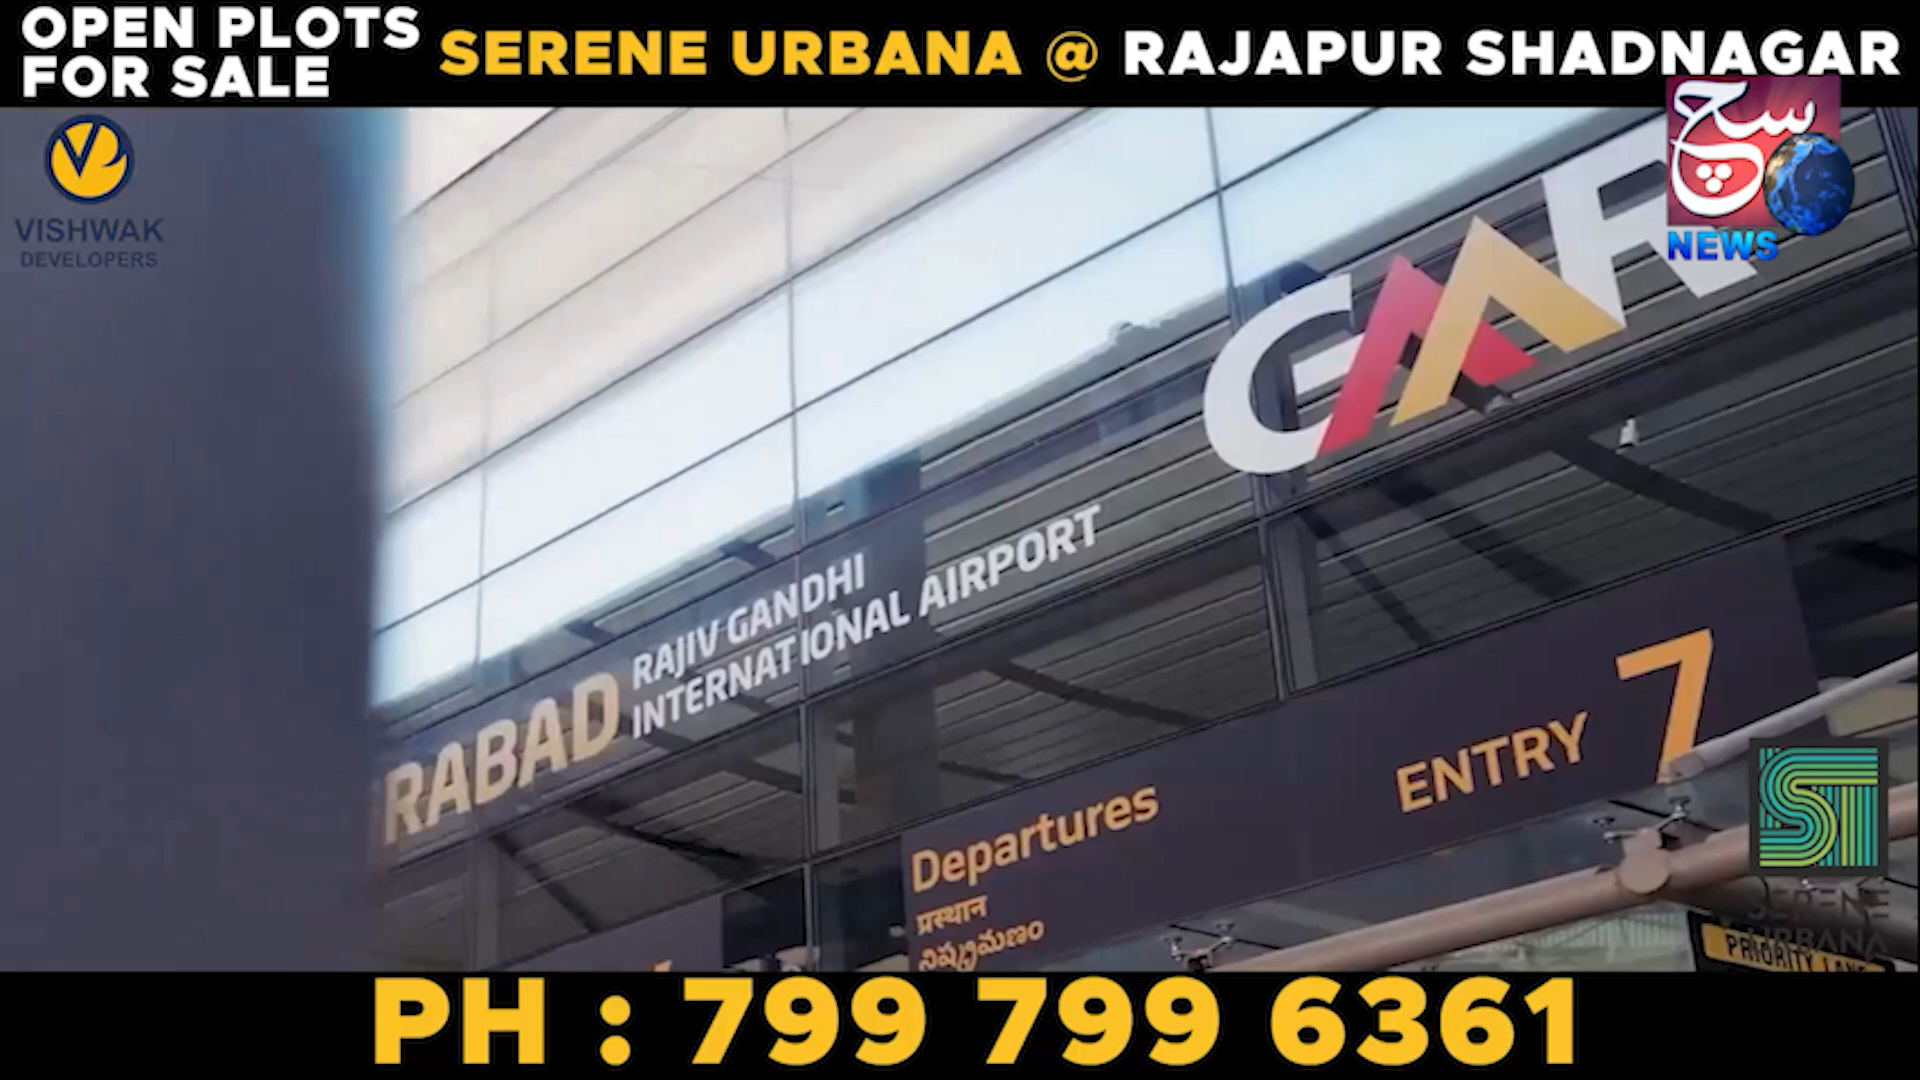 OPEN PLOTS
FOR SALE
SERENE URBANA @ RAJAPUR SHADNAGAR
VISHWAK
DEVELOPERS
سچ
NEWS
GMR
RABAD
RAJIV GANDHI
INTERNATIONAL AIRPORT
ENTRY 7
Departures
प्रस्थान
నిష్క్రమణం
SERENE
URBANA
PRIORITY LANE
PH : 799 799 6361